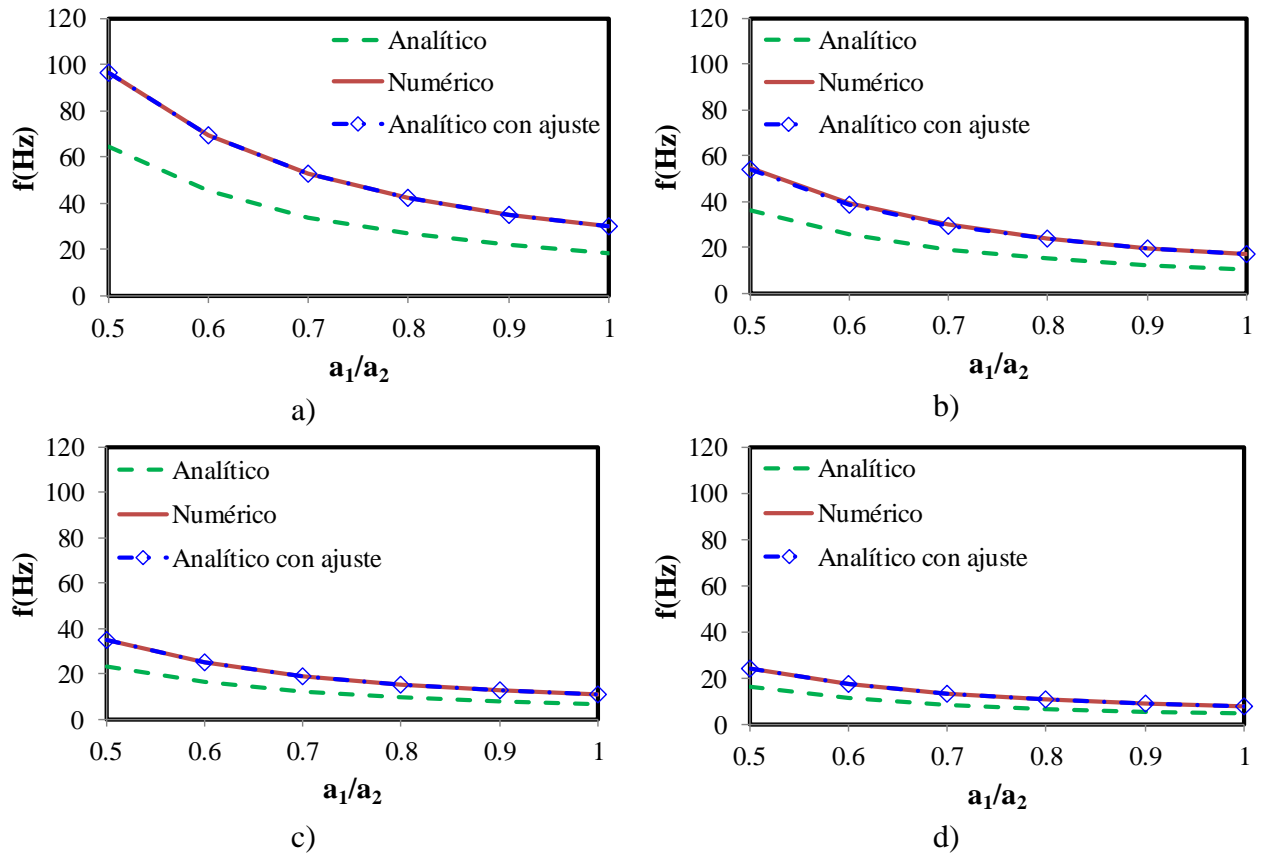 120
100
80
60
40
20
0
f(Hz)
Analítico
Numérico
Analítico con ajuste
0.5 0.6 0.7 0.8 0.9 1
a₁/a₂
a)
120
100
80
60
40
20
0
f(Hz)
Analítico
Numérico
Analítico con ajuste
0.5 0.6 0.7 0.8 0.9 1
a₁/a₂
b)
120
100
80
60
40
20
0
f(Hz)
Analítico
Numérico
Analítico con ajuste
0.5 0.6 0.7 0.8 0.9 1
a₁/a₂
c)
120
100
80
60
40
20
0
f(Hz)
Analítico
Numérico
Analítico con ajuste
0.5 0.6 0.7 0.8 0.9 1
a₁/a₂
d)